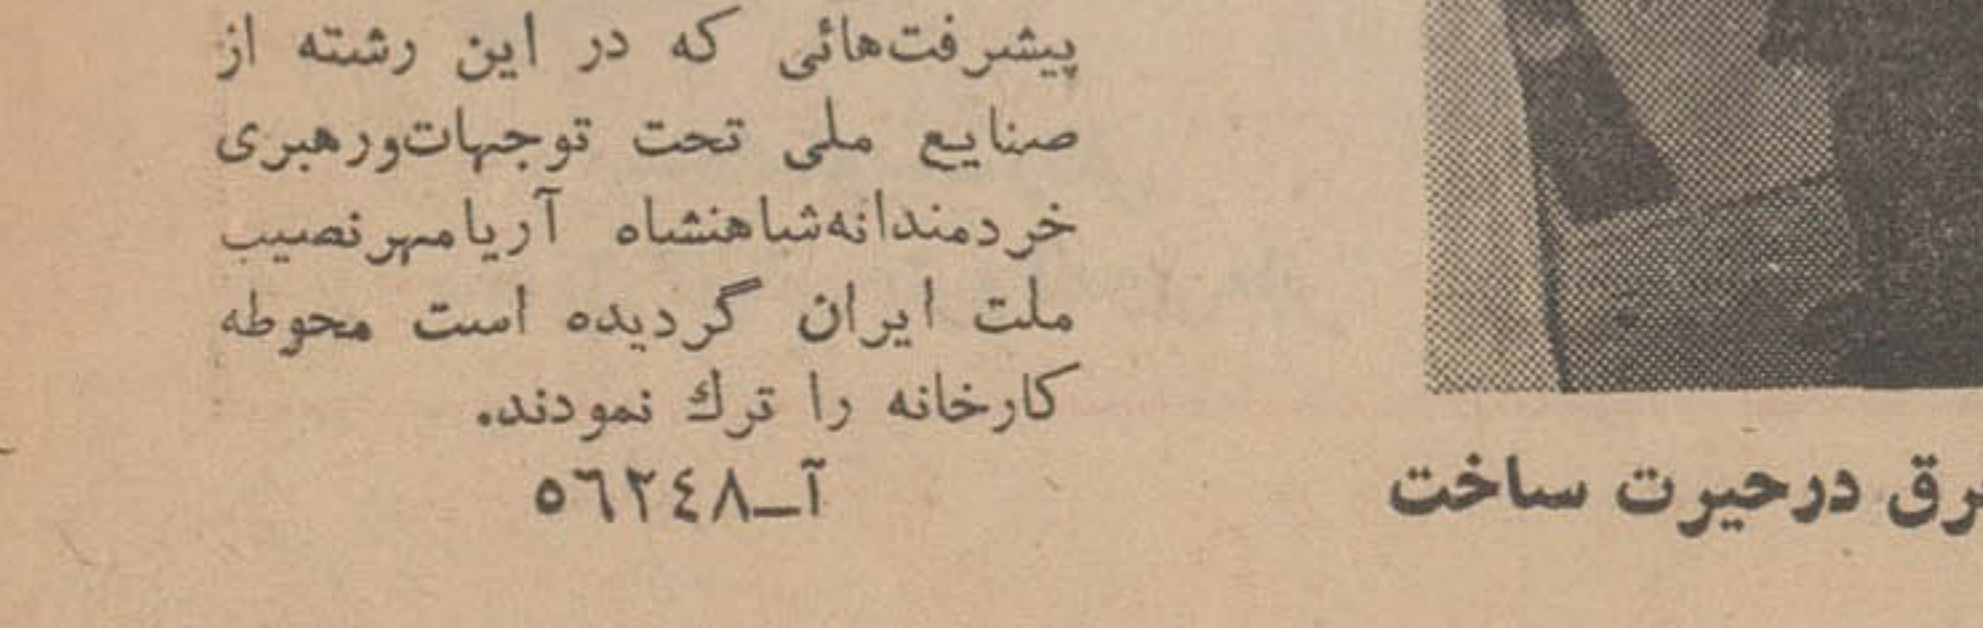 پیشرفت‌هائی که در این رشته از
صنایع ملی تحت توجهات‌ورهبری
خردمندانه‌شاهنشاه آریامهرنصیب
ملت ایران گردیده است محوطه
کارخانه را ترك نمودند.
آــ٥٦٢٤٨
درحیرت ساخت